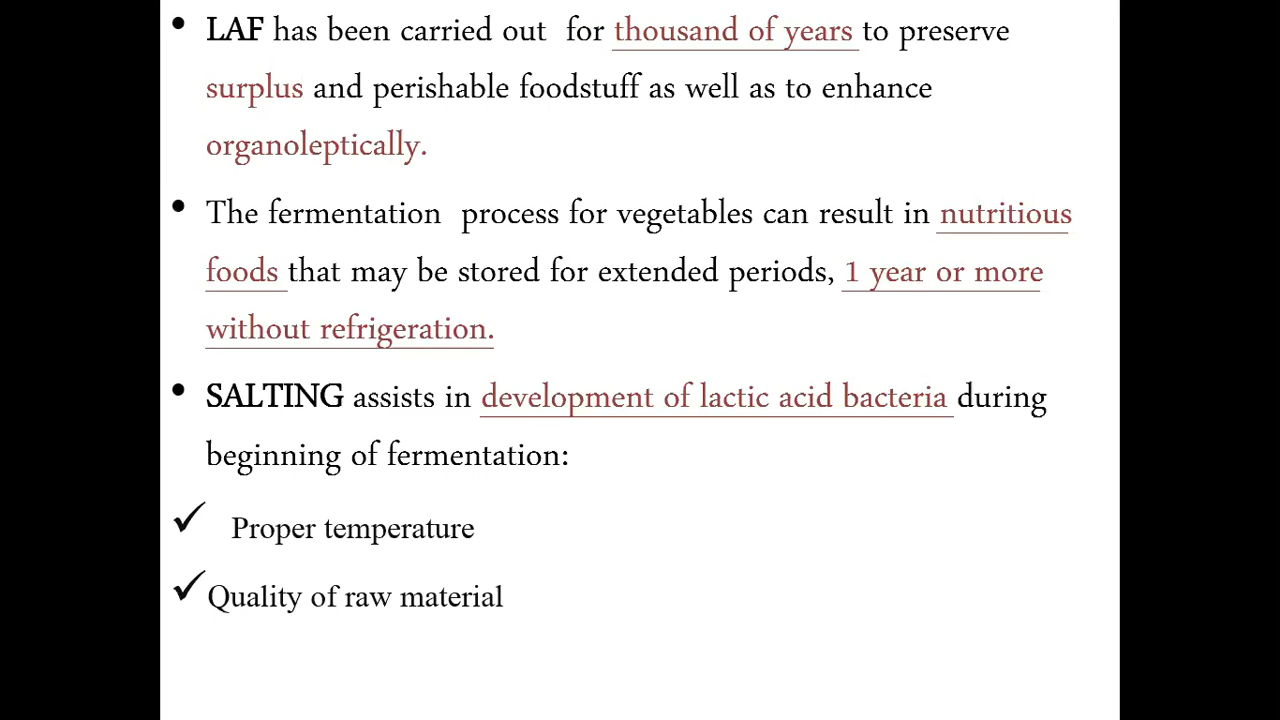 • LAF has been carried out for thousand of years to preserve
surplus and perishable foodstuff as well as to enhance
organoleptically.
• The fermentation process for vegetables can result in nutritious
foods that may be stored for extended periods, 1 year or more
without refrigeration.
• SALTING assists in development of lactic acid bacteria during
beginning of fermentation:
✓ Proper temperature
✓ Quality of raw material